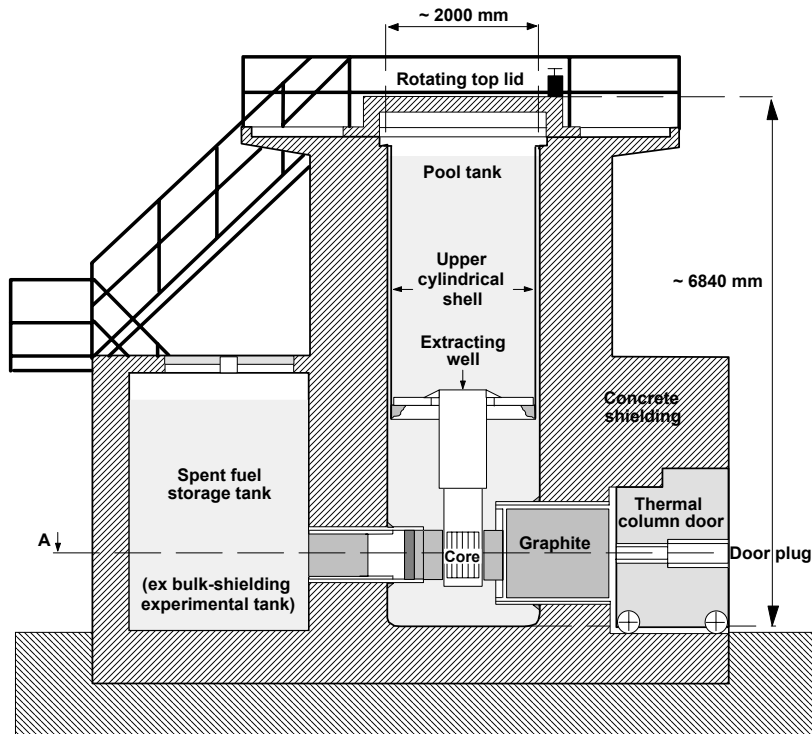 ~ 2000 mm
Rotating top lid
Pool tank
Upper
cylindrical
shell
~ 6840 mm
Extracting
well
Concrete
shielding
Spent fuel
storage tank
Thermal
column door
A
Graphite
Core
Door plug
(ex bulk-shielding
experimental tank)